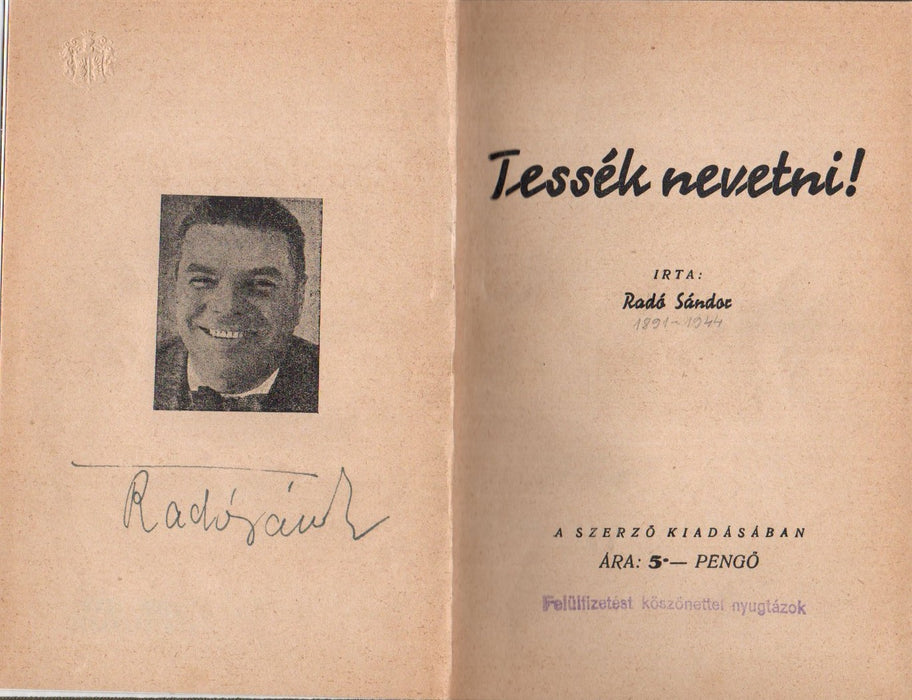 Radó Sándor
Tessék nevetni!
IRTA:
Radó Sándor
1891-1944
A SZERZŐ KIADÁSÁBAN
ÁRA: 5·— PENGŐ
Felülfizetést köszönettel nyugtázok